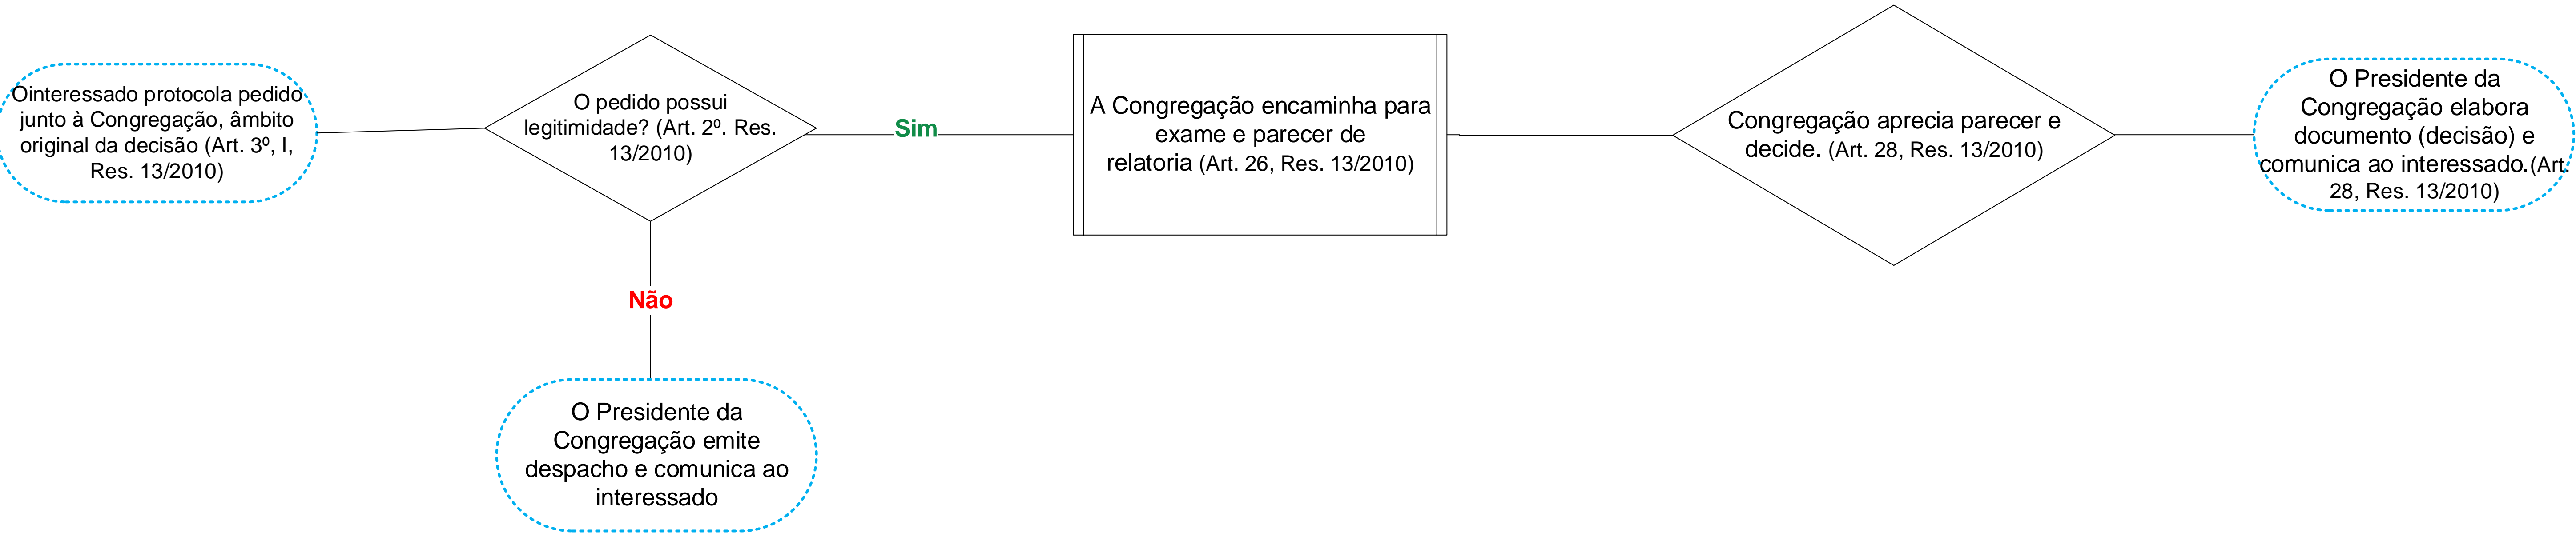 Ointeressado protocola pedido
junto à Congregação, âmbito
original da decisão (Art. 3º, I,
Res. 13/2010)
O pedido possui
legitimidade? (Art. 2º. Res.
13/2010)
Sim
Não
O Presidente da
Congregação emite
despacho e comunica ao
interessado
A Congregação encaminha para
exame e parecer de
relatoria (Art. 26, Res. 13/2010)
Congregação aprecia parecer e
decide. (Art. 28, Res. 13/2010)
O Presidente da
Congregação elabora
documento (decisão) e
comunica ao interessado.(Art.
28, Res. 13/2010)